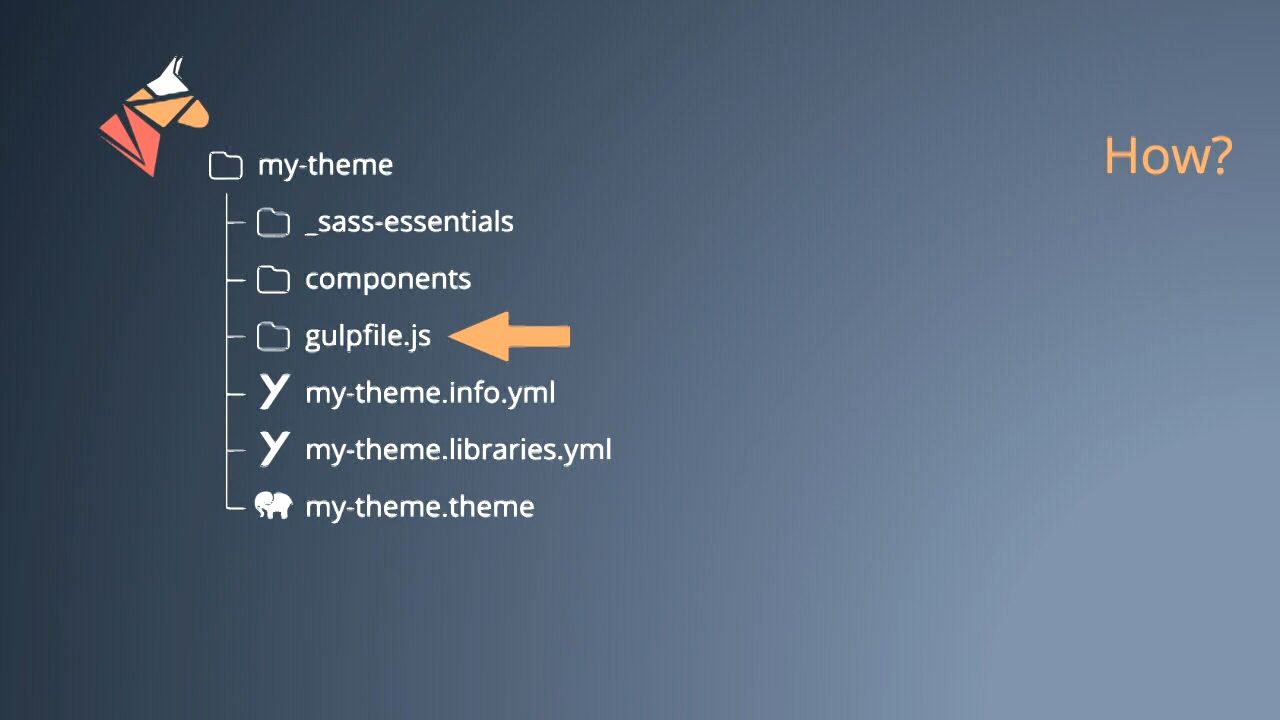 How?
my-theme
_sass-essentials
components
gulpfile.js
my-theme.info.yml
my-theme.libraries.yml
my-theme.theme